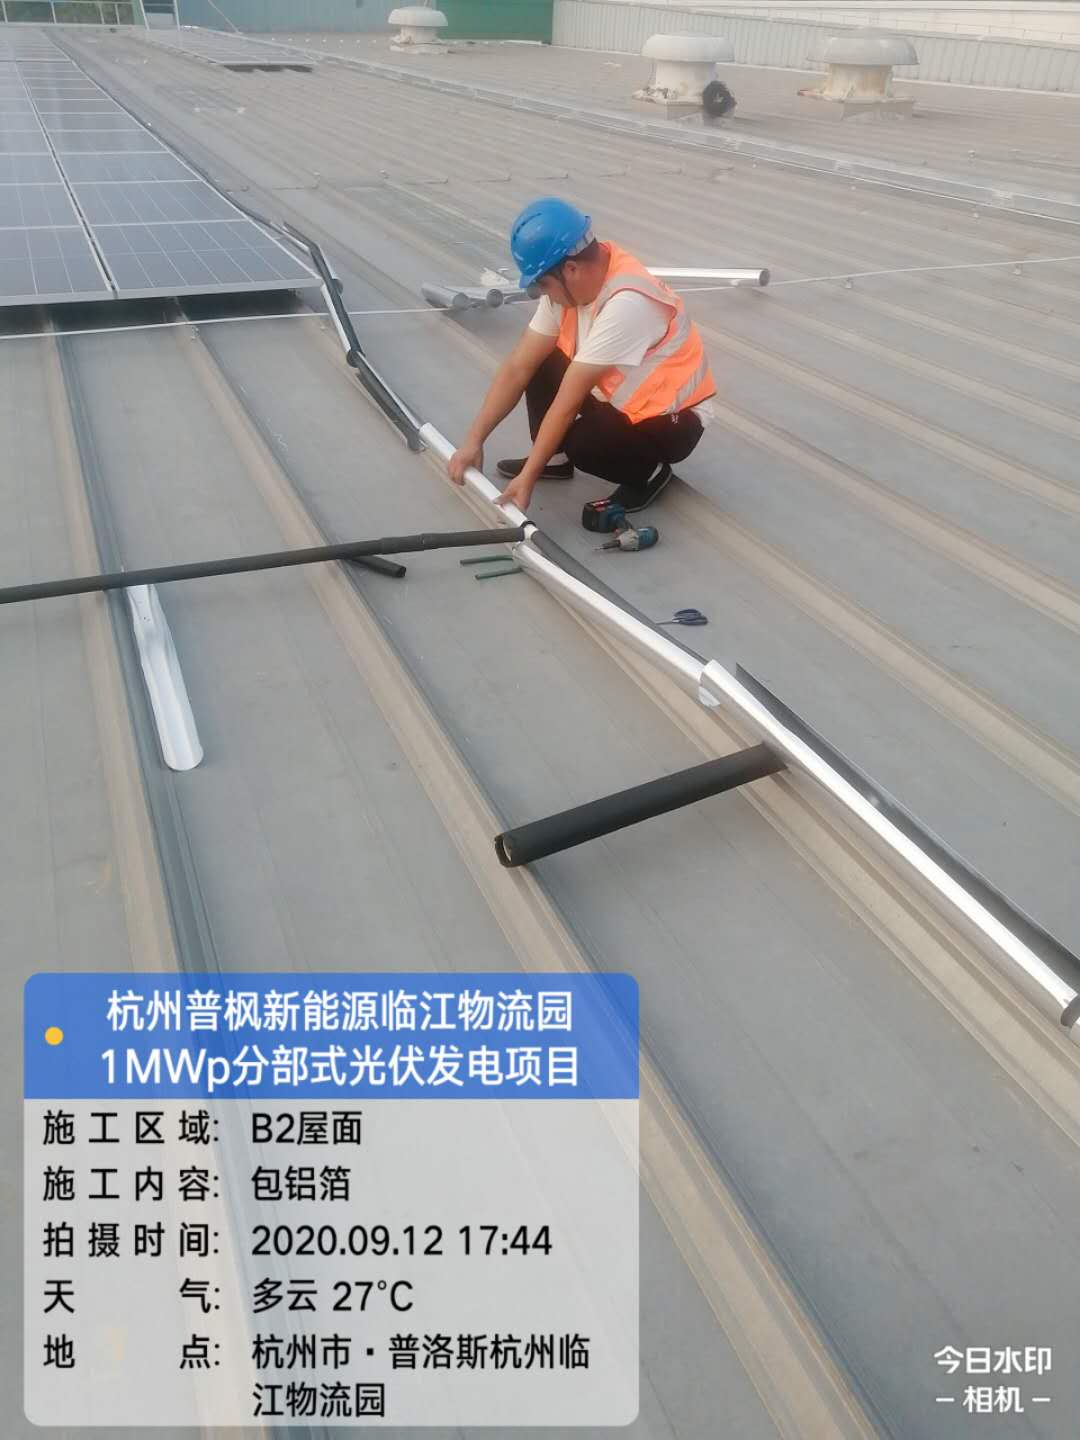 杭州普枫新能源临江物流园
1MWp分部式光伏发电项目
施工区域: B2屋面
施工内容: 包铝箔
拍摄时间: 2020.09.12 17:44
天气: 多云 27°C
地点: 杭州市·普洛斯杭州临
江物流园
今日水印
-相机-